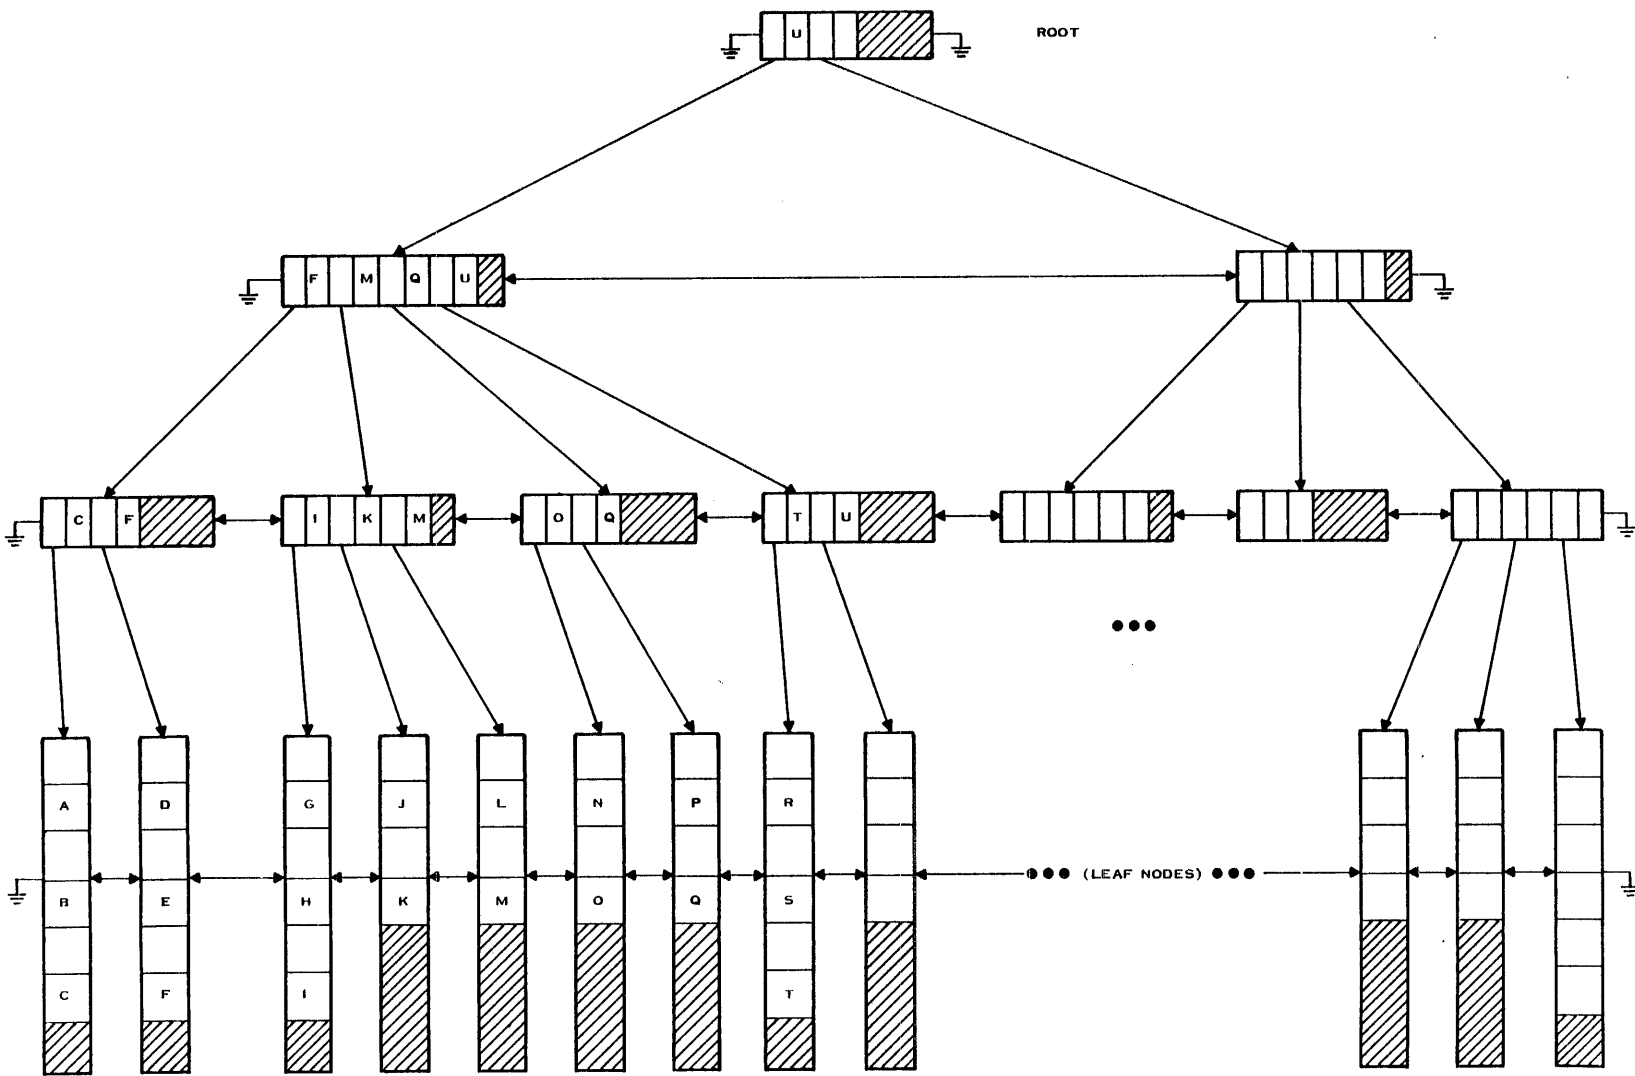 U
ROOT
F M Q U
C F I K M O Q T U
A D G J L N P R
(LEAF NODES)
B E H K M O Q S
C F I T